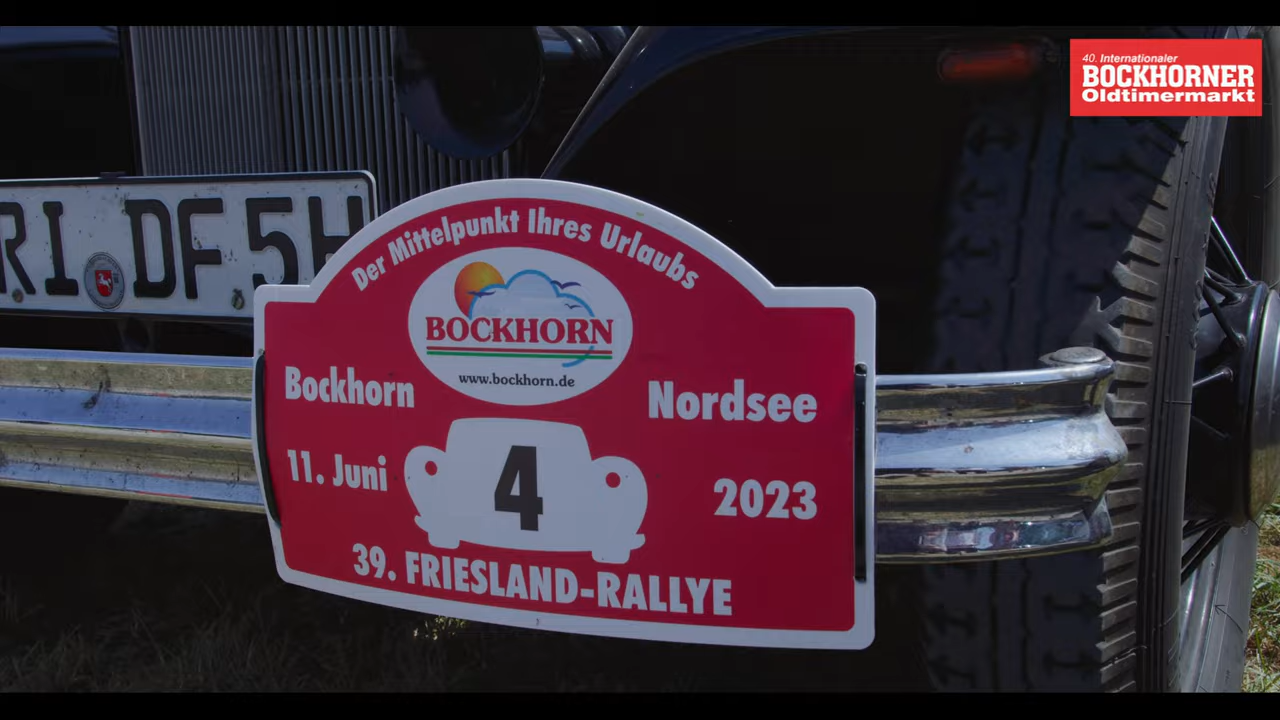 40. Internationaler
BOCKHORNER
Oldtimermarkt
RI DF 5H
Der Mittelpunkt Ihres Urlaubs
BOCKHORN
www.bockhorn.de
Bockhorn
Nordsee
11. Juni
4
2023
39. FRIESLAND-RALLYE